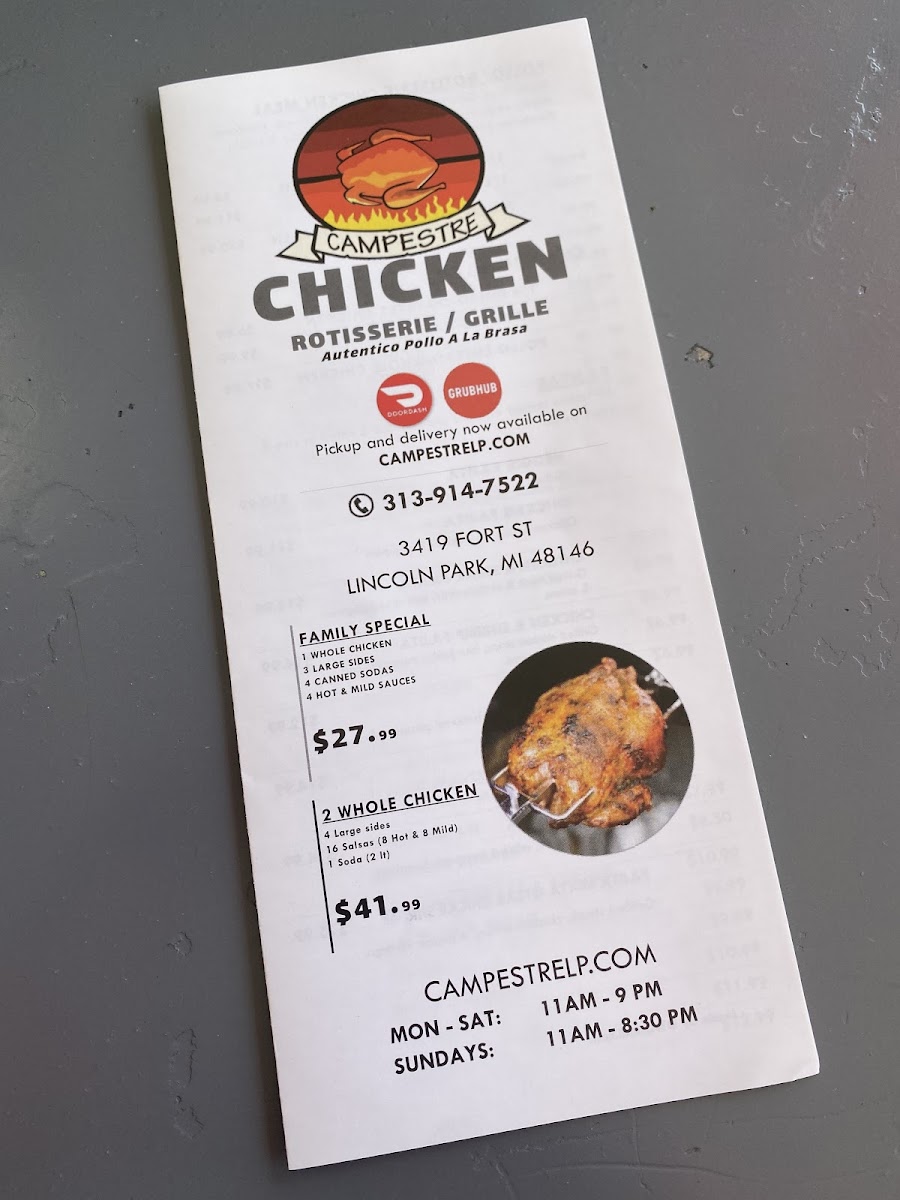 CAMPESTRE
CHICKEN
ROTISSERIE / GRILLE
Autentico Pollo A La Brasa
DOORDASH
GRUBHUB
Pickup and delivery now available on
CAMPESTRELP.COM
313-914-7522
3419 FORT ST
LINCOLN PARK, MI 48146
FAMILY SPECIAL
1 WHOLE CHICKEN
3 LARGE SIDES
4 CANNED SODAS
4 HOT & MILD SAUCES
$27.99
2 WHOLE CHICKEN
4 Large sides
16 Salsas (8 Hot & 8 Mild)
1 Soda (2 lt)
$41.99
CAMPESTRELP.COM
MON - SAT: 11AM - 9 PM
SUNDAYS: 11AM - 8:30 PM